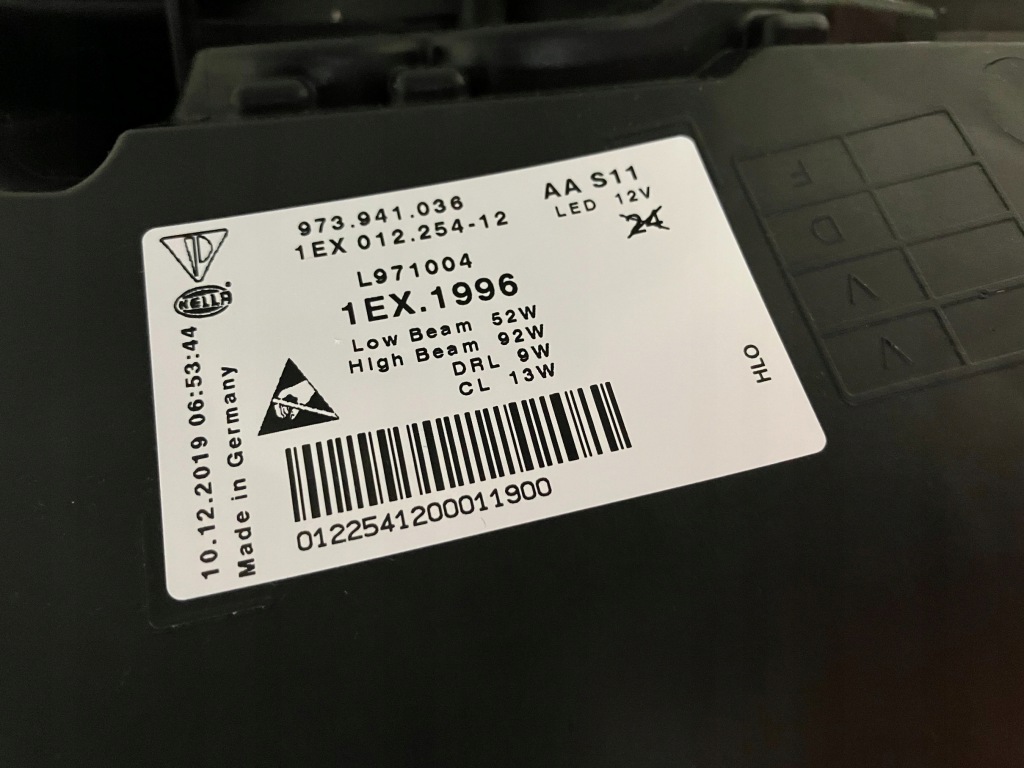 973.941.036
1EX 012.254-12
AA S11
LED 12V
24
L971004
1EX.1996
Low Beam 52W
High Beam 92W
DRL 9W
CL 13W
HELLA
10.12.2019 06:53:44
Made in Germany
0122541200011900
HLO
F
D
V
V